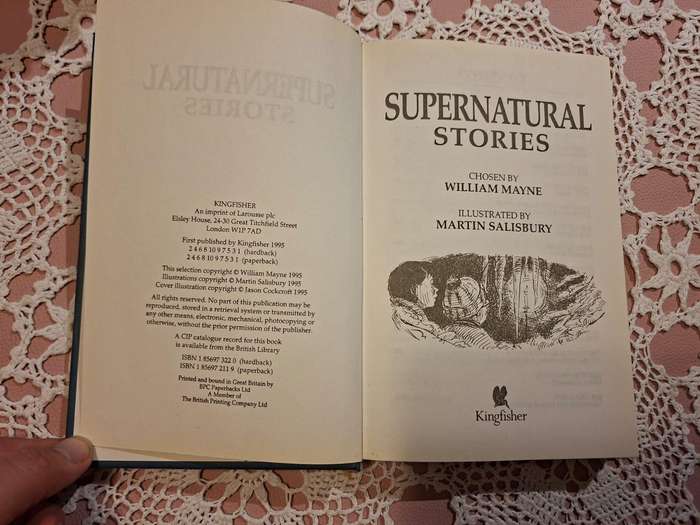 KINGFISHER
An imprint of Larousse plc
Elsley House, 24-30 Great Titchfield Street
London W1P 7AD
First published by Kingfisher 1995
2 4 6 8 10 9 7 5 3 1 (hardback)
2 4 6 8 10 9 7 5 3 1 (paperback)
This selection copyright © William Mayne 1995
Illustrations copyright © Martin Salisbury 1995
Cover illustration copyright © Jason Cockcroft 1995
All rights reserved. No part of this publication may be
reproduced, stored in a retrieval system or transmitted by
any other means, electronic, mechanical, photocopying or
otherwise, without the prior permission of the publisher.
A CIP catalogue record for this book
is available from the British Library
ISBN 1 85697 322 0 (hardback)
ISBN 1 85697 211 9 (paperback)
Printed and bound in Great Britain by
BPC Paperbacks Ltd
A Member of
The British Printing Company Ltd
SUPERNATURAL
STORIES
CHOSEN BY
WILLIAM MAYNE
ILLUSTRATED BY
MARTIN SALISBURY
Kingfisher